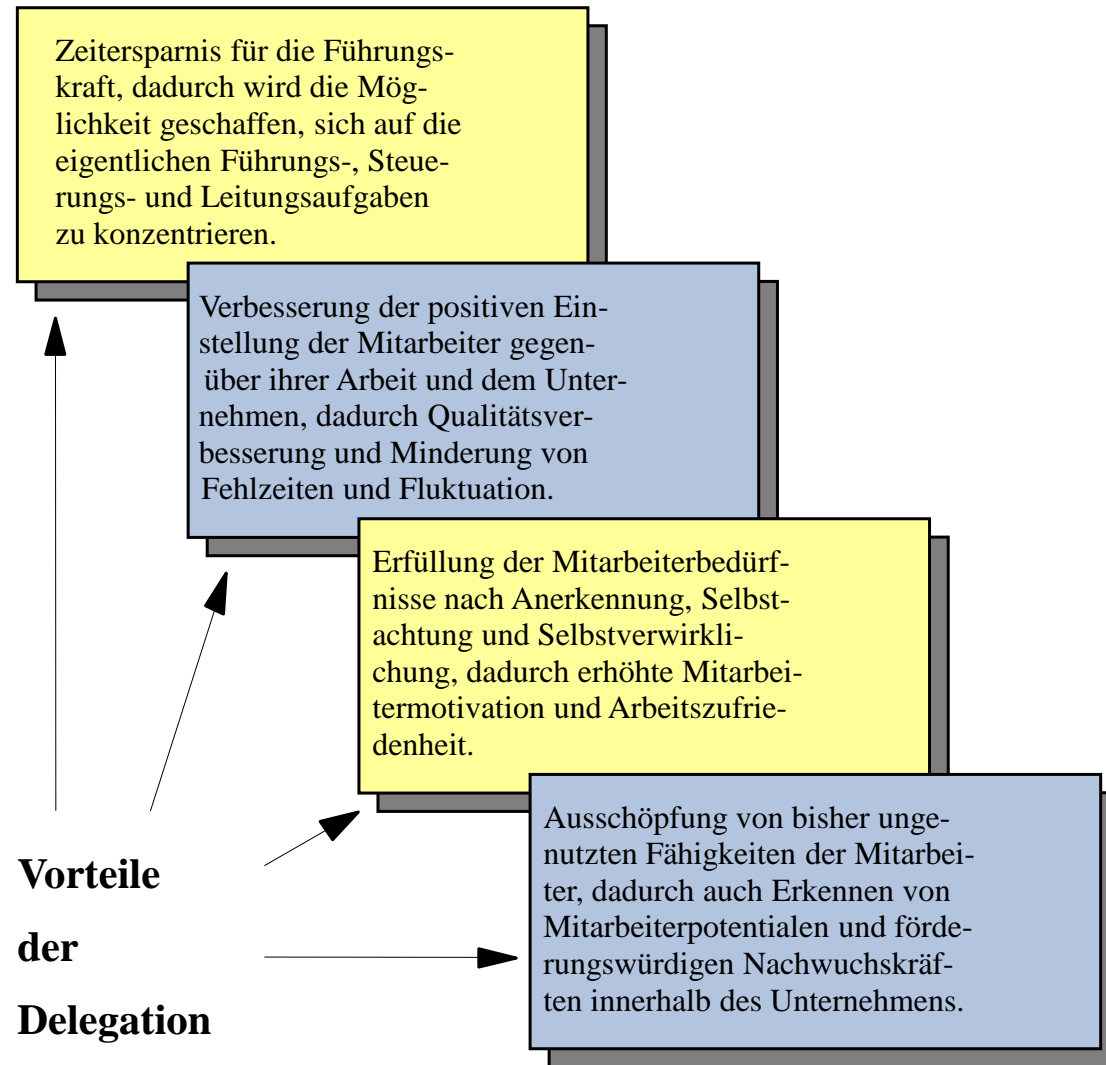 Zeitersparnis für die Führungs-
kraft, dadurch wird die Mög-
lichkeit geschaffen, sich auf die
eigentlichen Führungs-, Steue-
rungs- und Leitungsaufgaben
zu konzentrieren.
Verbesserung der positiven Ein-
stellung der Mitarbeiter gegen-
über ihrer Arbeit und dem Unter-
nehmen, dadurch Qualitätsver-
besserung und Minderung von
Fehlzeiten und Fluktuation.
Erfüllung der Mitarbeiterbedürf-
nisse nach Anerkennung, Selbst-
achtung und Selbstverwirkli-
chung, dadurch erhöhte Mitarbei-
termotivation und Arbeitszufrie-
denheit.
Ausschöpfung von bisher unge-
nutzten Fähigkeiten der Mitarbei-
ter, dadurch auch Erkennen von
Mitarbeiterpotentialen und förde-
rungswürdigen Nachwuchskräf-
ten innerhalb des Unternehmens.
Vorteile
der
Delegation